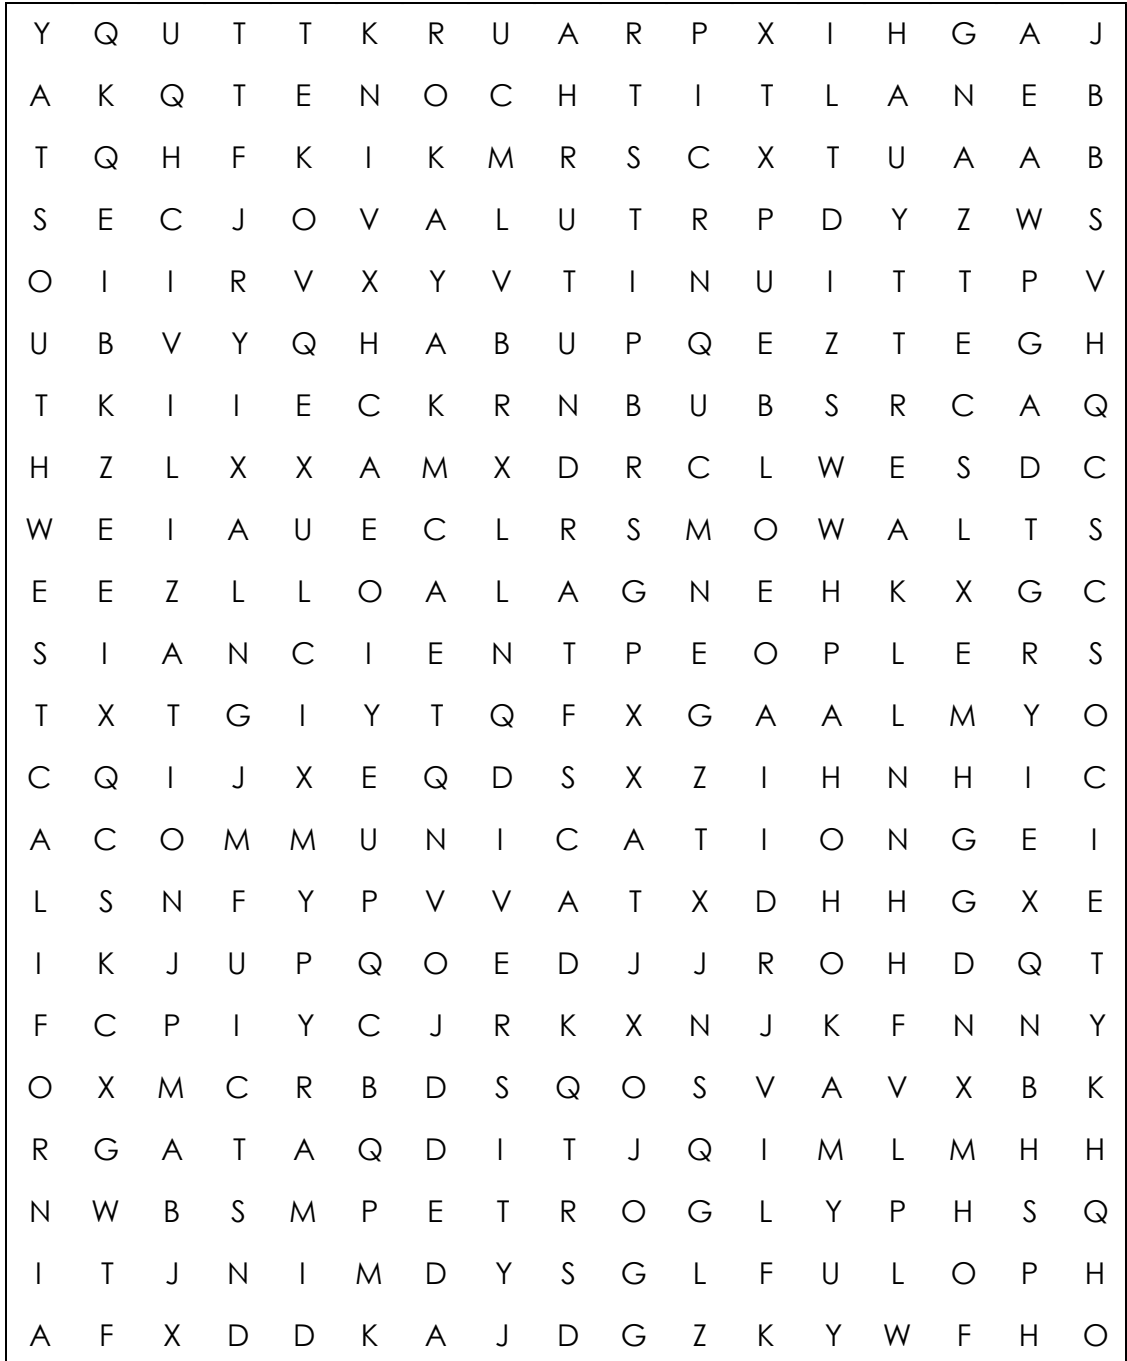 Y Q U T T K R U A R P X I H G A J
A K Q T E N O C H T I T L A N E B
T Q H F K I K M R S C X T U A A B
S E C J O V A L U T R P D Y Z W S
O I I R V X Y V T I N U I T T P V
U B V Y Q H A B U P Q E Z T E G H
T K I I E C K R N B U B S R C A Q
H Z L X X A M X D R C L W E S D C
W E I A U E C L R S M O W A L T S
E E Z L L O A L A G N E H K X G C
S I A N C I E N T P E O P L E R S
T X T G I Y T Q F X G A A L M Y O
C Q I J X E Q D S X Z I H N H I C
A C O M M U N I C A T I O N G E I
L S N F Y P V V A T X D H H G X E
I K J U P Q O E D J J R O H D Q T
F C P I Y C J R K X N J K F N N Y
O X M C R B D S Q O S V A V X B K
R G A T A Q D I T J Q I M L M H H
N W B S M P E T R O G L Y P H S Q
I T J N I M D Y S G L F U L O P H
A F X D D K A J D G Z K Y W F H O